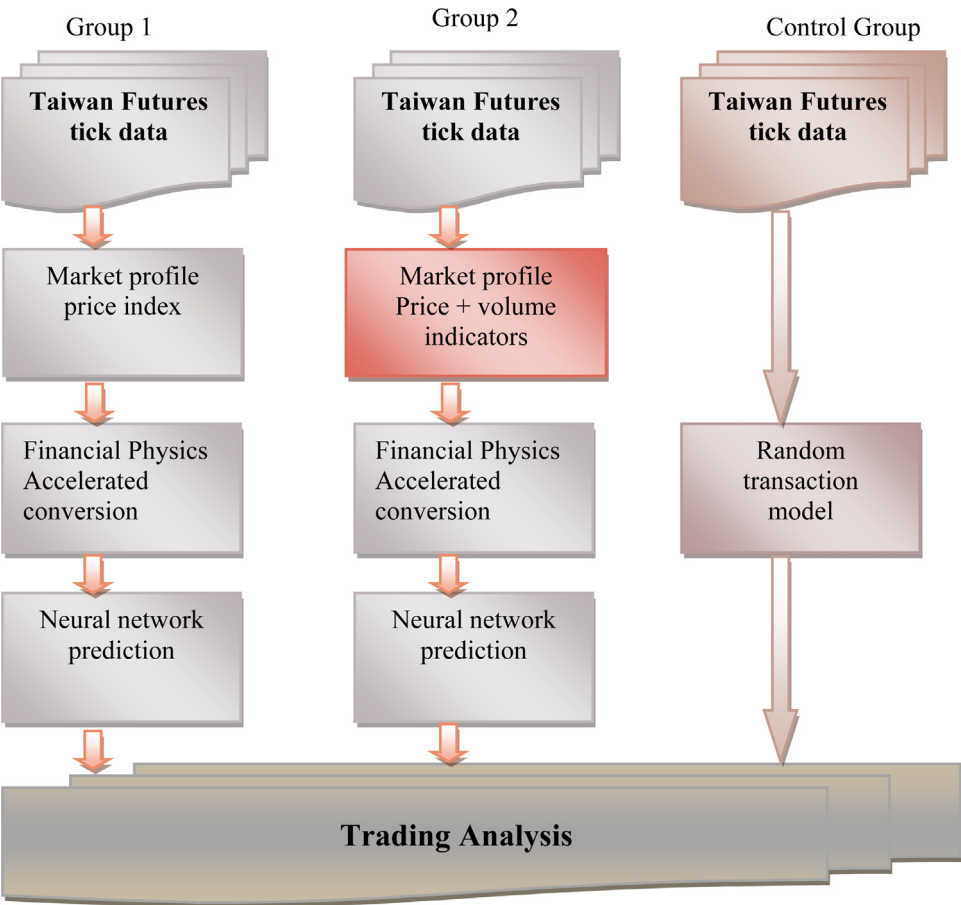 Group 1
Group 2
Control Group
Taiwan Futures
tick data
Taiwan Futures
tick data
Taiwan Futures
tick data
Market profile
price index
Market profile
Price + volume
indicators
Financial Physics
Accelerated
conversion
Financial Physics
Accelerated
conversion
Random
transaction
model
Neural network
prediction
Neural network
prediction
Trading Analysis